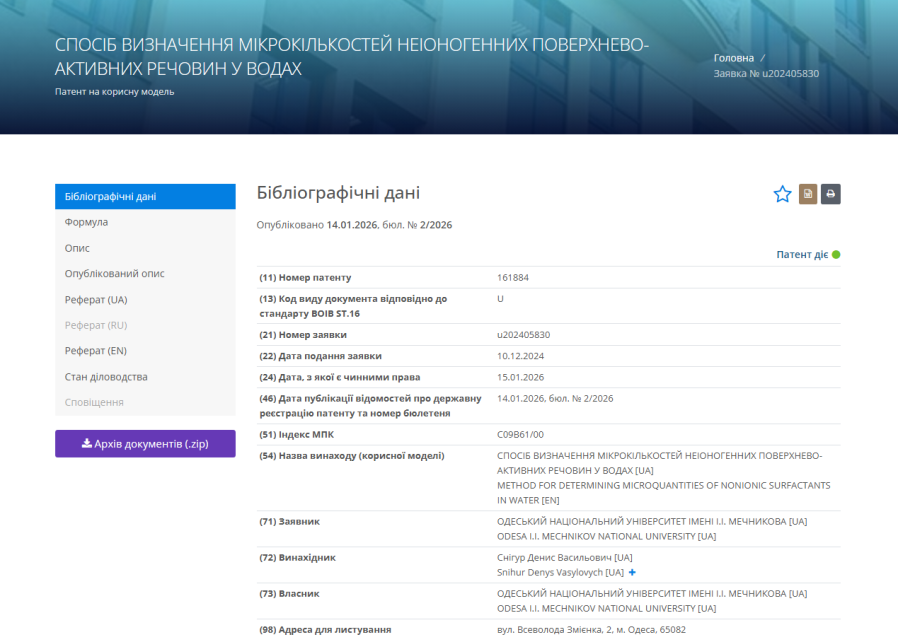 СПОСІБ ВИЗНАЧЕННЯ МІКРОКІЛЬКОСТЕЙ НЕІОНОГЕННИХ ПОВЕРХНЕВО-
АКТИВНИХ РЕЧОВИН У ВОДАХ
Патент на корисну модель
Головна /
Заявка № u202405830
Бібліографічні дані
Формула
Опис
Опублікований опис
Реферат (UA)
Реферат (RU)
Реферат (EN)
Стан діловодства
Сповіщення
Архів документів (.zip)
Бібліографічні дані
Опубліковано 14.01.2026, бюл. № 2/2026
Патент діє
(11) Номер патенту 161884
(13) Код виду документа відповідно до U
стандарту ВОІВ ST.16
(21) Номер заявки u202405830
(22) Дата подання заявки 10.12.2024
(24) Дата, з якої є чинними права 15.01.2026
(46) Дата публікації відомостей про державну 14.01.2026, бюл. № 2/2026
реєстрацію патенту та номер бюлетеня
(51) Індекс МПК C09B61/00
(54) Назва винаходу (корисної моделі) СПОСІБ ВИЗНАЧЕННЯ МІКРОКІЛЬКОСТЕЙ НЕІОНОГЕННИХ ПОВЕРХНЕВО-
АКТИВНИХ РЕЧОВИН У ВОДАХ [UA]
METHOD FOR DETERMINING MICROQUANTITIES OF NONIONIC SURFACTANTS
IN WATER [EN]
(71) Заявник ОДЕСЬКИЙ НАЦІОНАЛЬНИЙ УНІВЕРСИТЕТ ІМЕНІ І.І. МЕЧНИКОВА [UA]
ODESA I.I. MECHNIKOV NATIONAL UNIVERSITY [UA]
(72) Винахідник Снігур Денис Васильович [UA]
Snihur Denys Vasylovych [UA] +
(73) Власник ОДЕСЬКИЙ НАЦІОНАЛЬНИЙ УНІВЕРСИТЕТ ІМЕНІ І.І. МЕЧНИКОВА [UA]
ODESA I.I. MECHNIKOV NATIONAL UNIVERSITY [UA]
(98) Адреса для листування вул. Всеволода Змієнка, 2, м. Одеса, 65082